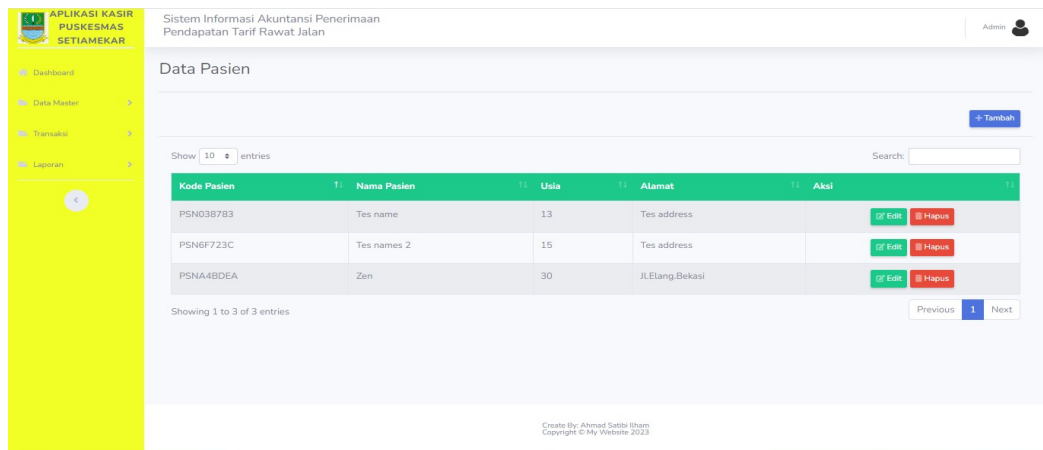 APLIKASI KASIR
PUSKESMAS
SETIAMEKAR
Sistem Informasi Akuntansi Penerimaan
Pendapatan Tarif Rawat Jalan
Admin
Dashboard
Data Master
Transaksi
Laporan
Data Pasien
+ Tambah
Show 10 entries
Search:
Kode Pasien Nama Pasien Usia Alamat Aksi
PSN038783 Tes name 13 Tes address Edit Hapus
PSN6F723C Tes names 2 15 Tes address Edit Hapus
PSNA4BDEA Zen 30 Jl.Elang.Bekasi Edit Hapus
Showing 1 to 3 of 3 entries
Previous 1 Next
Create By: Ahmad Satibi Ilham
Copyright © My Website 2023